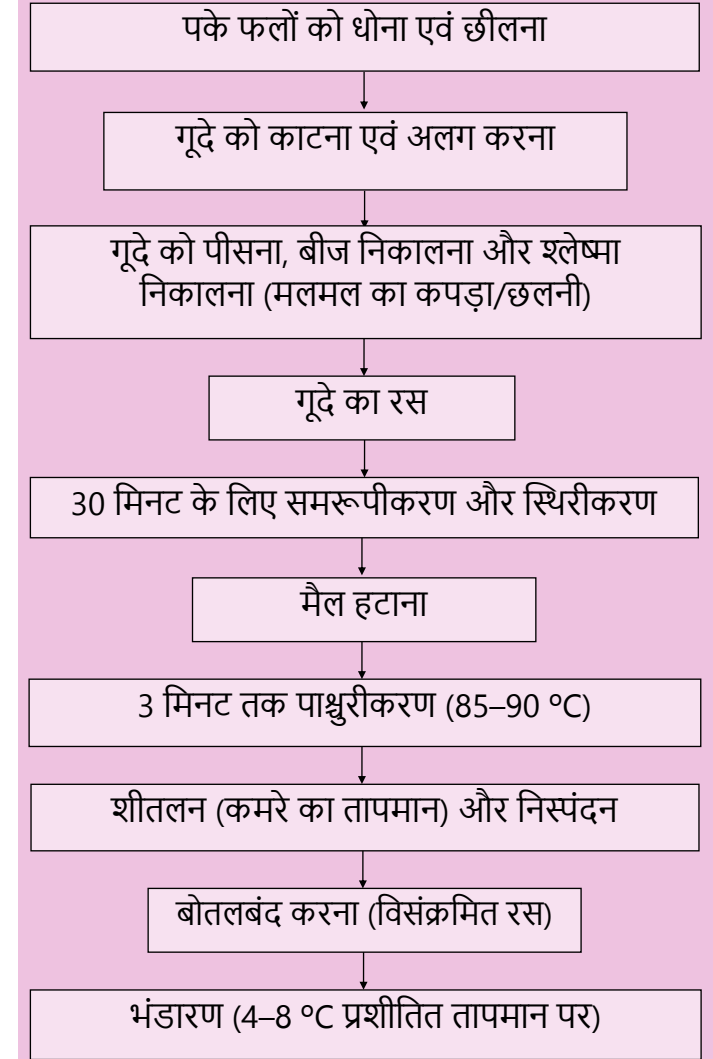 पके फलों को धोना एवं छीलना
गूदे को काटना एवं अलग करना
गूदे को पीसना, बीज निकालना और श्लेष्मा
निकालना (मलमल का कपड़ा/छलनी)
गूदे का रस
30 मिनट के लिए समरूपीकरण और स्थिरीकरण
मैल हटाना
3 मिनट तक पाश्चुरीकरण (85–90 ºC)
शीतलन (कमरे का तापमान) और निस्पंदन
बोतलबंद करना (विसंक्रमित रस)
भंडारण (4–8 ºC प्रशीतित तापमान पर)